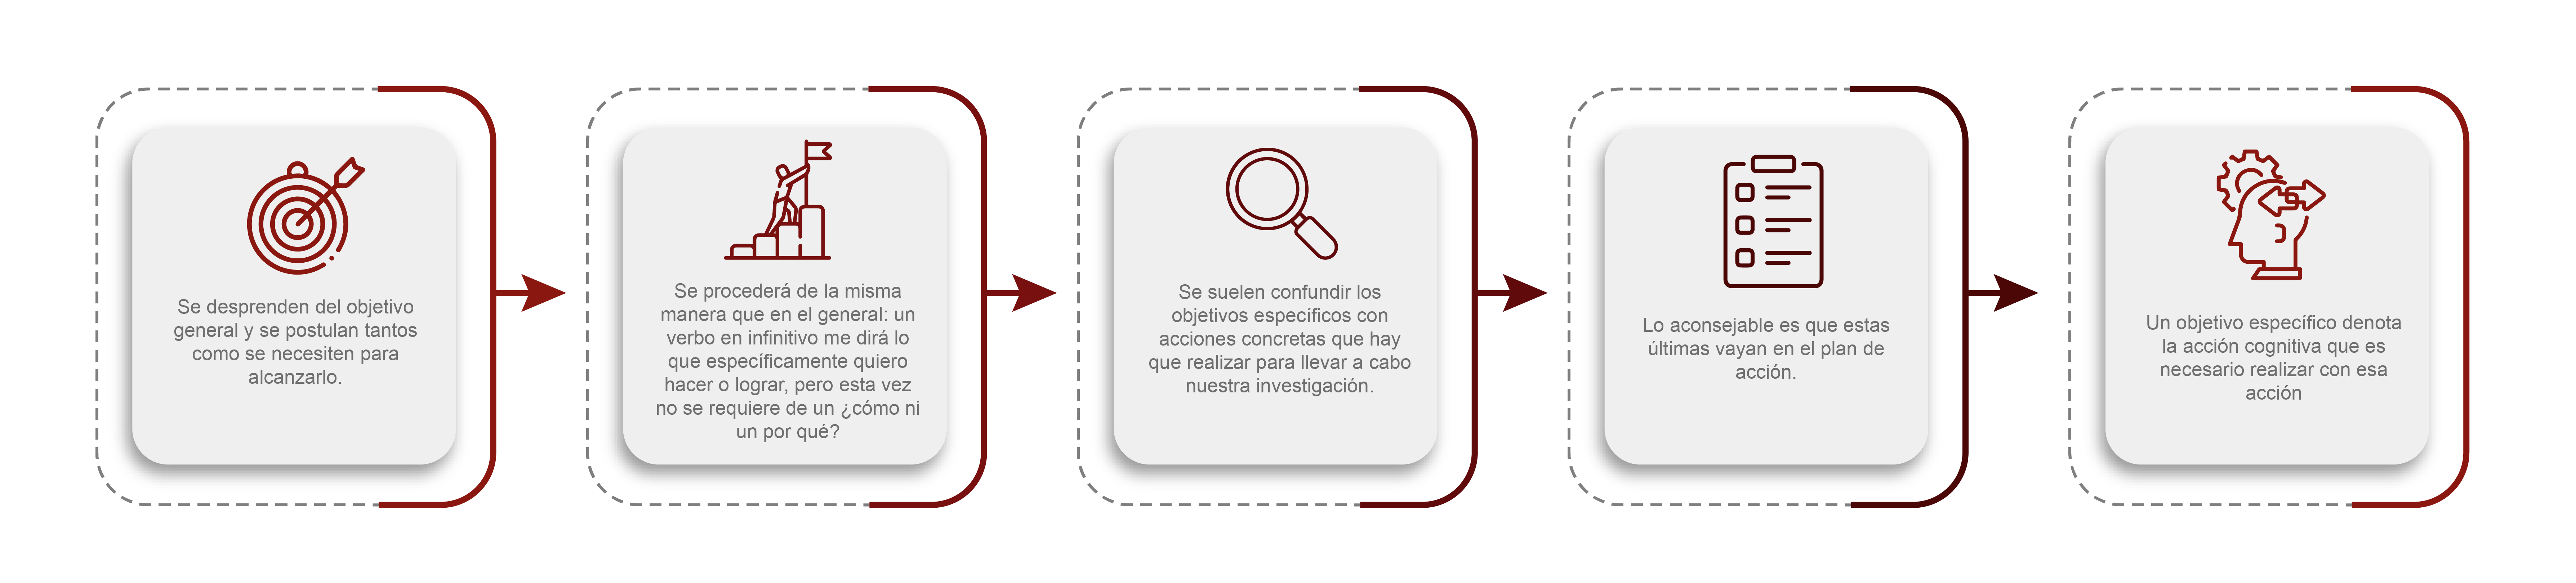 Se desprenden del objetivo
general y se postulan tantos
como se necesiten para
alcanzarlo.
Se procederá de la misma
manera que en el general: un
verbo en infinitivo me dirá lo
que específicamente quiero
hacer o lograr, pero esta vez
no se requiere de un ¿cómo ni
un por qué?
Se suelen confundir los
objetivos específicos con
acciones concretas que hay
que realizar para llevar a cabo
nuestra investigación.
Lo aconsejable es que estas
últimas vayan en el plan de
acción.
Un objetivo específico denota
la acción cognitiva que es
necesario realizar con esa
acción